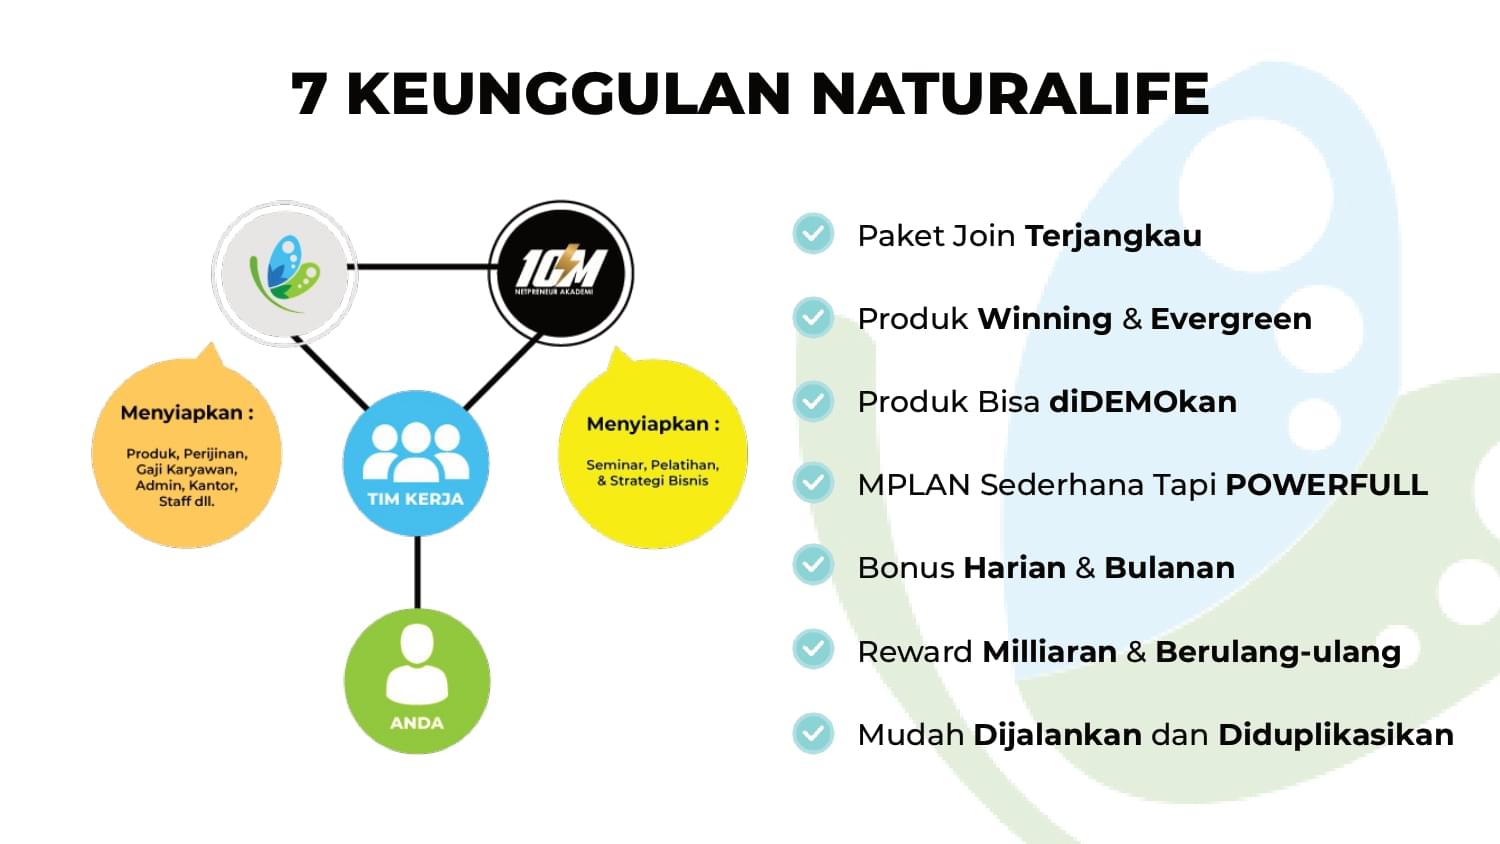 7 KEUNGGULAN NATURALIFE
1GM
NETPRENEUR AKADEMI
Menyiapkan :
Produk, Perijinan,
Gaji Karyawan,
Admin, Kantor,
Staff dll.
Menyiapkan :
Seminar, Pelatihan,
& Strategi Bisnis
TIM KERJA
ANDA
Paket Join Terjangkau
Produk Winning & Evergreen
Produk Bisa diDEMOkan
MPLAN Sederhana Tapi POWERFULL
Bonus Harian & Bulanan
Reward Milliaran & Berulang-ulang
Mudah Dijalankan dan Diduplikasikan